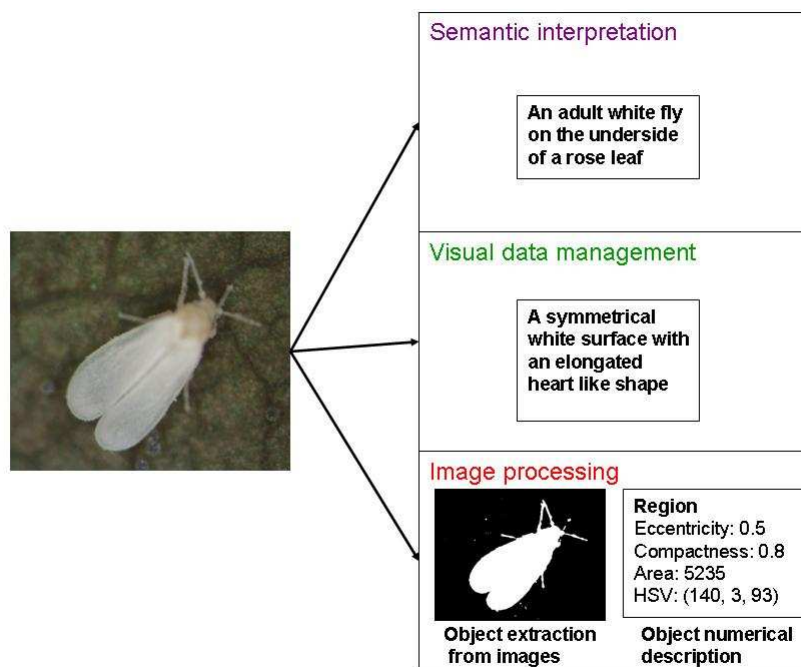 Semantic interpretation
An adult white fly
on the underside
of a rose leaf
Visual data management
A symmetrical
white surface with
an elongated
heart like shape
Image processing
Region
Eccentricity: 0.5
Compactness: 0.8
Area: 5235
HSV: (140, 3, 93)
Object extraction
from images
Object numerical
description